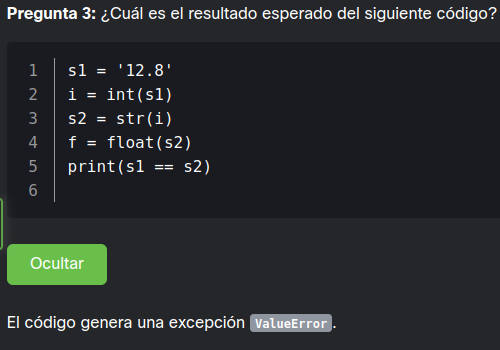 Pregunta 3: ¿Cuál es el resultado esperado del siguiente código?
1 s1 = '12.8'
2 i = int(s1)
3 s2 = str(i)
4 f = float(s2)
5 print(s1 == s2)
6
Ocultar
El código genera una excepción ValueError.